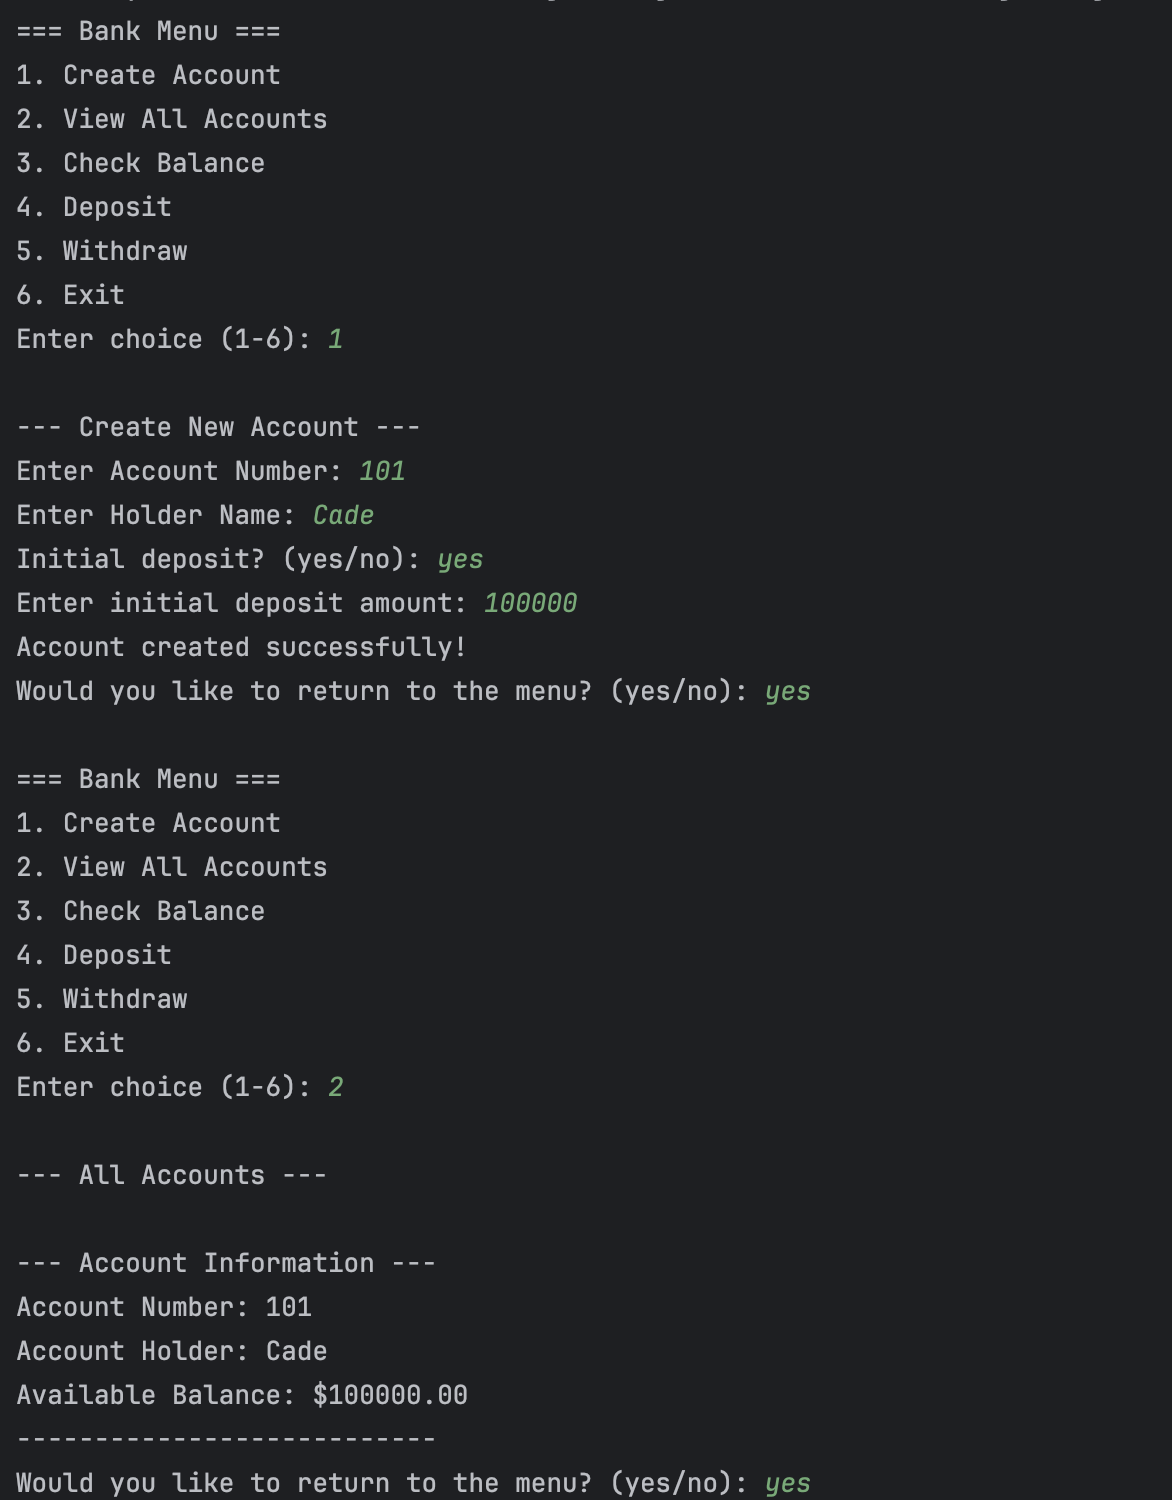 === Bank Menu ===
1. Create Account
2. View All Accounts
3. Check Balance
4. Deposit
5. Withdraw
6. Exit
Enter choice (1-6): 1
--- Create New Account ---
Enter Account Number: 101
Enter Holder Name: Cade
Initial deposit? (yes/no): yes
Enter initial deposit amount: 100000
Account created successfully!
Would you like to return to the menu? (yes/no): yes
=== Bank Menu ===
1. Create Account
2. View All Accounts
3. Check Balance
4. Deposit
5. Withdraw
6. Exit
Enter choice (1-6): 2
--- All Accounts ---
--- Account Information ---
Account Number: 101
Account Holder: Cade
Available Balance: $100000.00
---------------------------
Would you like to return to the menu? (yes/no): yes